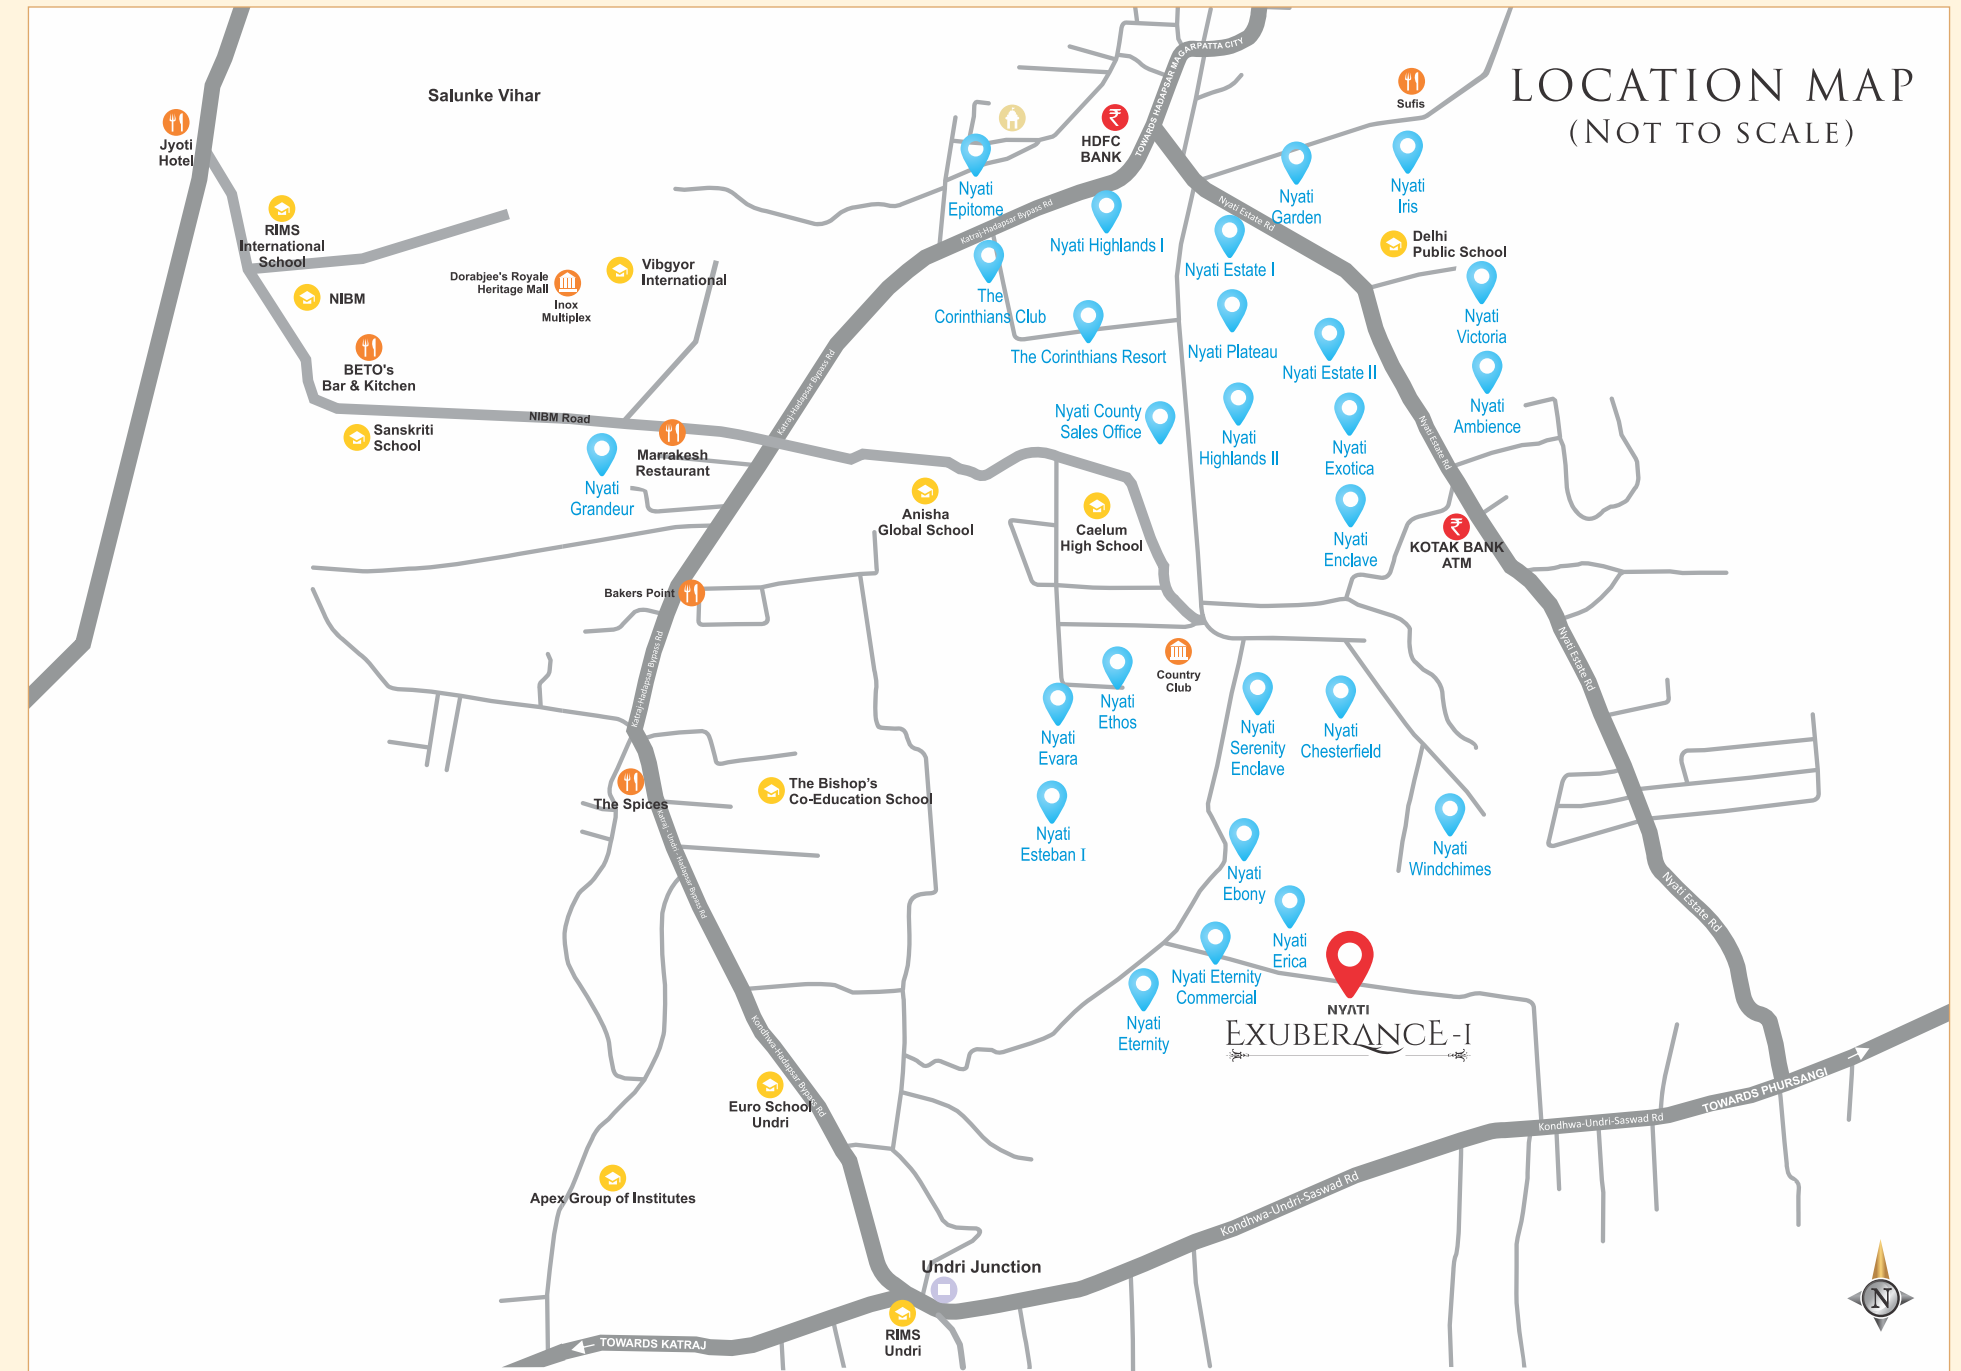 LOCATION MAP
(NOT TO SCALE)
TOWARDS HADAPSAR MAGARPATTA CITY
Salunke Vihar
Sufis
Jyoti
Hotel
HDFC
BANK
Nyati
Epitome
Nyati
Garden
Nyati
Iris
RIMS
International
School
Katraj-Hadapsar Bypass Rd
Nyati Highlands I
Nyati Estate Rd
Nyati Estate I
Delhi
Public School
Dorabjee's Royale
Heritage Mall
Inox
Multiplex
Vibgyor
International
NIBM
The
Corinthians Club
The Corinthians Resort
Nyati Plateau
Nyati Estate II
Nyati
Victoria
BETO's
Bar & Kitchen
Katraj-Hadapsar Bypass Rd
Nyati
Ambience
NIBM Road
Nyati County
Sales Office
Nyati
Highlands II
Nyati
Exotica
Nyati Estate Rd
Sanskriti
School
Marrakesh
Restaurant
Nyati
Grandeur
Anisha
Global School
Caelum
High School
Nyati
Enclave
KOTAK BANK
ATM
Bakers Point
Katraj-Hadapsar Bypass Rd
Nyati Estate Rd
Country
Club
Nyati
Ethos
Nyati
Evara
Nyati
Serenity
Enclave
Nyati
Chesterfield
The Spices
The Bishop's
Co-Education School
Katraj - Undri - Hadapsar Bypass Rd
Nyati
Esteban I
Nyati
Ebony
Nyati
Windchimes
Nyati Estate Rd
Nyati
Erica
Nyati Eternity
Commercial
Nyati
Eternity
NYATI
EXUBERANCE-I
Kondhwa-Hadapsar Bypass Rd
Euro School
Undri
TOWARDS PHURSANGI
Kondhwa-Undri-Saswad Rd
Apex Group of Institutes
Kondhwa-Undri-Saswad Rd
Undri Junction
RIMS
Undri
TOWARDS KATRAJ
N